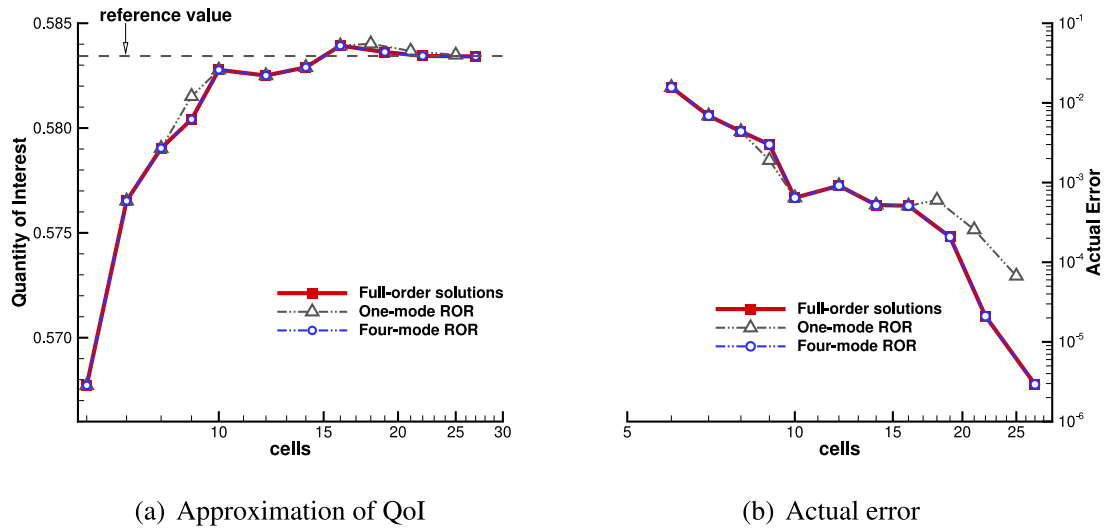 reference value
0.585
0.580
0.575
0.570
Quantity of Interest
Full-order solutions
One-mode ROR
Four-mode ROR
10 15 20 25 30
cells
(a) Approximation of QoI
10⁻¹
10⁻²
10⁻³
10⁻⁴
10⁻⁵
10⁻⁶
Actual Error
Full-order solutions
One-mode ROR
Four-mode ROR
5 10 15 20 25
cells
(b) Actual error